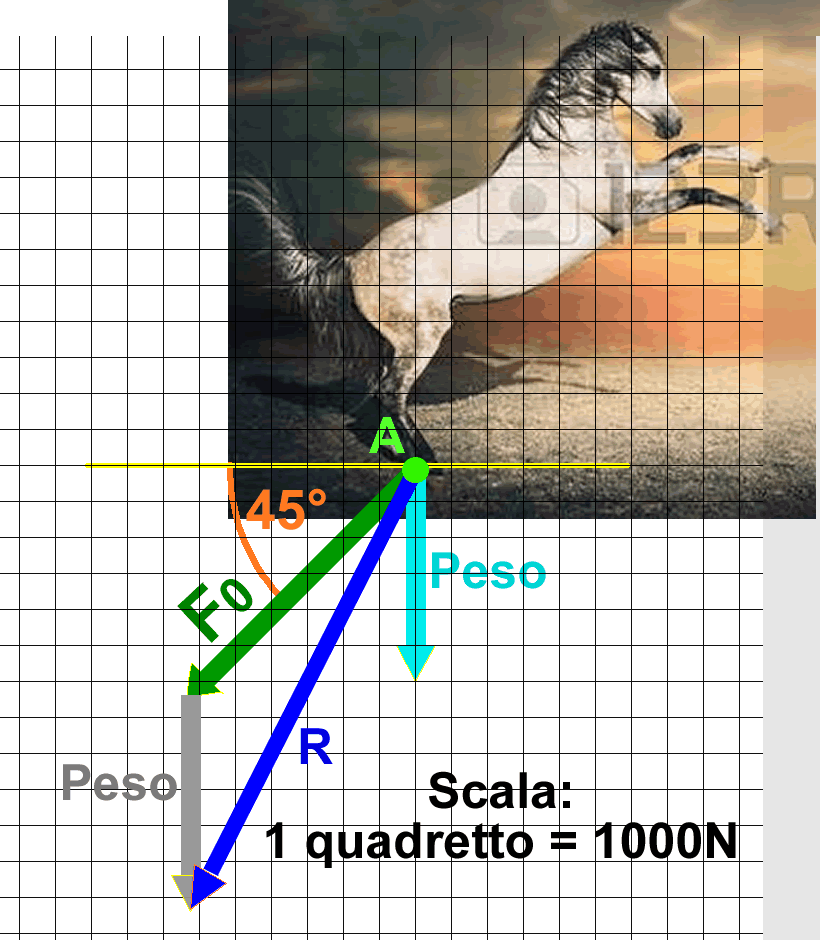 A
45°
Peso
F0
R
Peso
Scala:
1 quadretto = 1000N